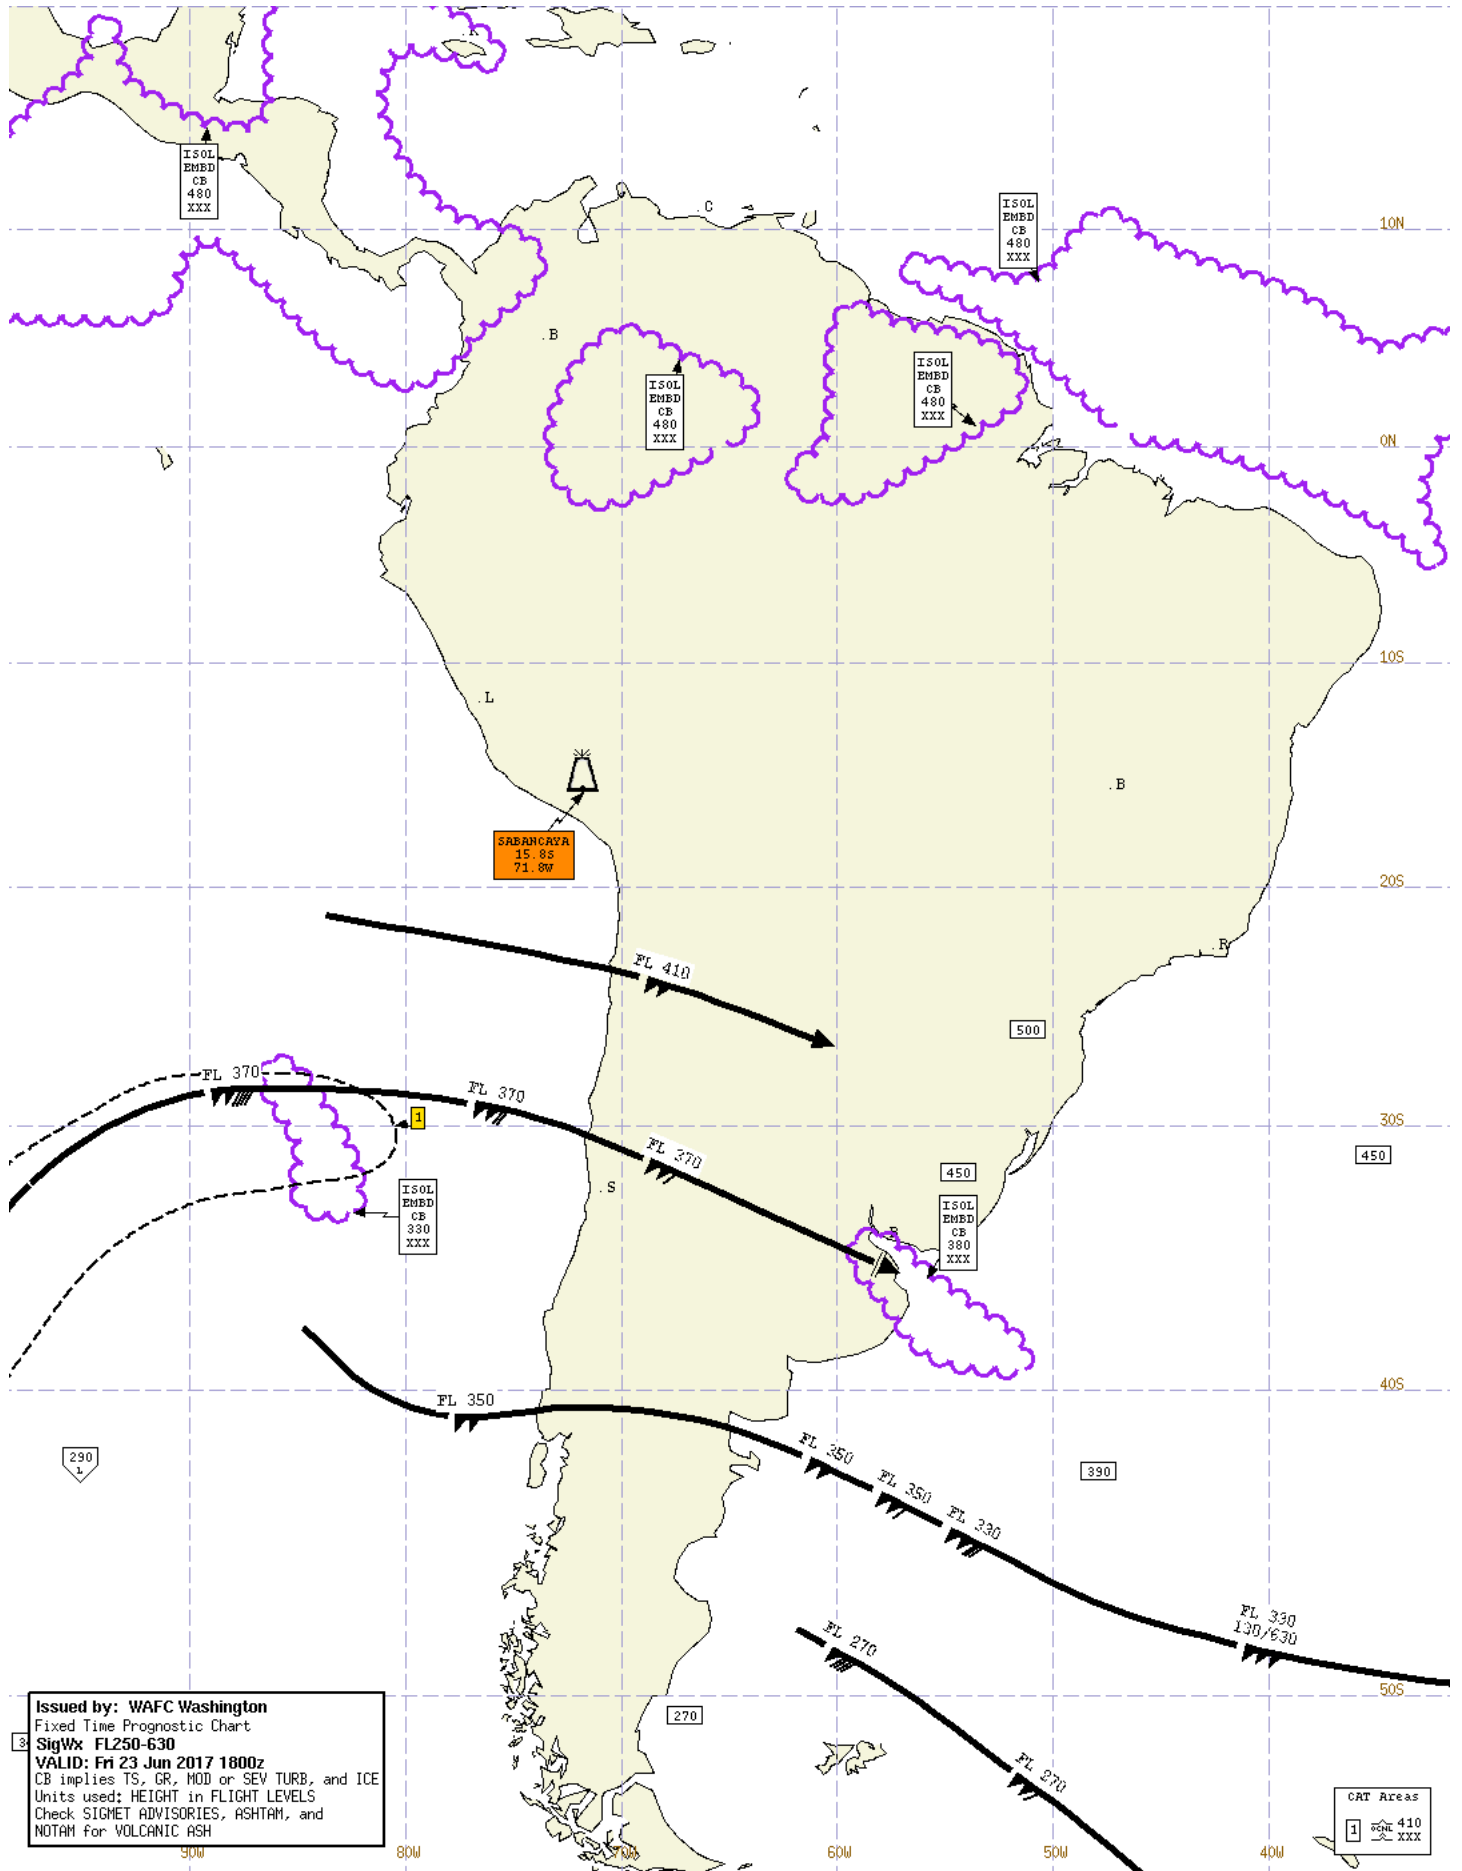 .K
ISOL
EMBD
CB
480
XXX
.C
ISOL
EMBD
CB
480
XXX
10N
.B
ISOL
EMBD
CB
480
XXX
ISOL
EMBD
CB
480
XXX
0N
10S
.L
.B
SABANCAYA
15.8S
71.8W
20S
.R
FL 410
500
FL 370
FL 370
1
30S
FL 370
450
450
.S
ISOL
EMBD
CB
330
XXX
ISOL
EMBD
CB
380
XXX
40S
FL 350
290
L
FL 350
390
FL 350
FL 330
FL 330
130/630
FL 270
50S
270
FL 270
Issued by: WAFC Washington
Fixed Time Prognostic Chart
SigWx FL250-630
VALID: Fri 23 Jun 2017 1800z
CB implies TS, GR, MOD or SEV TURB, and ICE
Units used: HEIGHT in FLIGHT LEVELS
Check SIGMET ADVISORIES, ASHTAM, and
NOTAM for VOLCANIC ASH
CAT Areas
1 OCNL 410
XXX
90W
80W
70W
60W
50W
40W